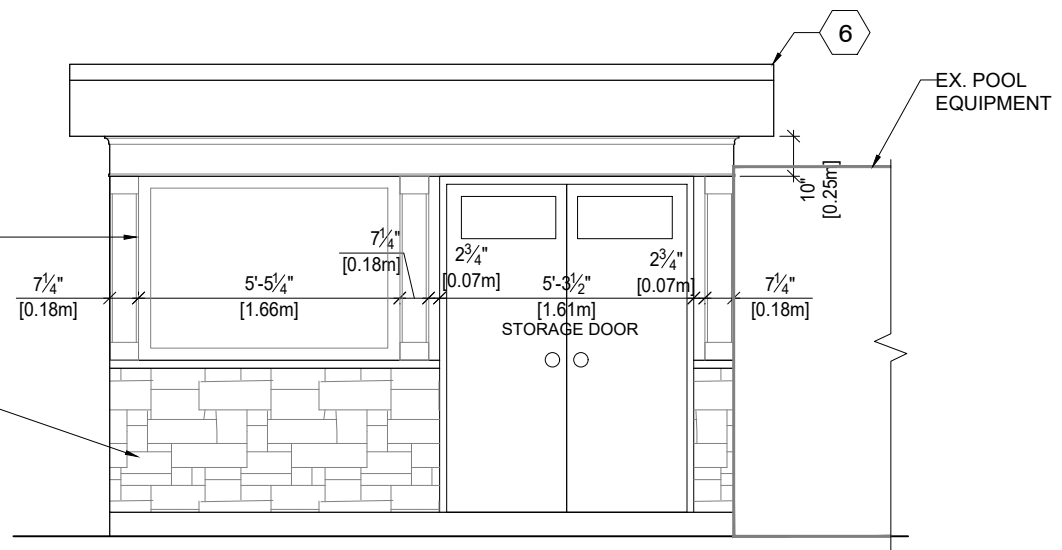 6
EX. POOL
EQUIPMENT
10"
[0.25m]
7¼"
[0.18m]
5'-5¼"
[1.66m]
7¼"
[0.18m]
2¾"
[0.07m]
5'-3½"
[1.61m]
2¾"
[0.07m]
7¼"
[0.18m]
STORAGE DOOR